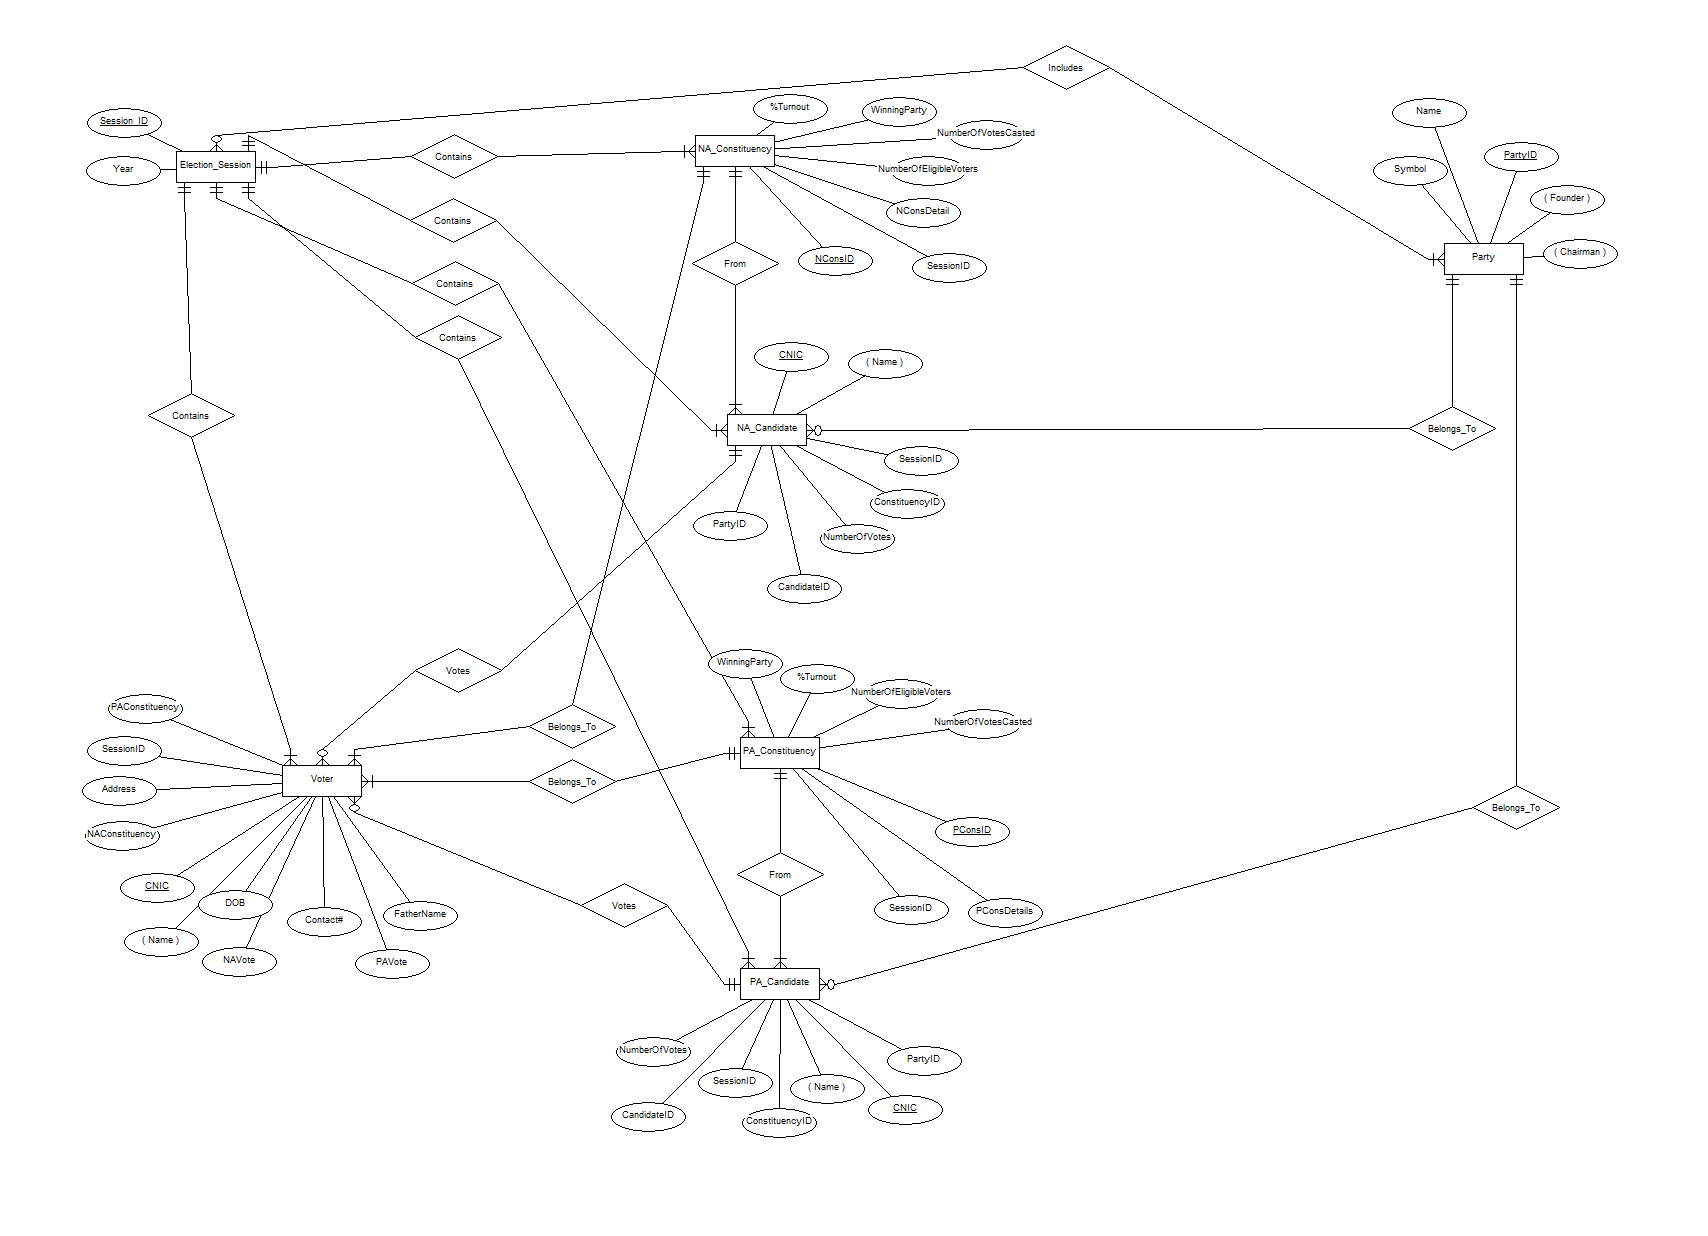 Includes
Name
%Turnout
WinningParty
Session_ID
NumberOfVotesCasted
NA_Constituency
Contains
PartyID
Election_Session
Year
NumberOfEligibleVoters
Symbol
( Founder )
NConsDetail
Contains
( Chairman )
Party
NConsID
SessionID
From
Contains
Contains
CNIC
( Name )
Contains
NA_Candidate
Belongs_To
SessionID
ConstituencyID
PartyID
NumberOfVotes
CandidateID
WinningParty
Votes
%Turnout
NumberOfEligibleVoters
PAConstituency
NumberOfVotesCasted
Belongs_To
SessionID
PA_Constituency
Voter
Belongs_To
Address
Belongs_To
NAConstituency
PConsID
From
CNIC
DOB
Votes
SessionID
PConsDetails
FatherName
Contact#
( Name )
NAVote
PAVote
PA_Candidate
NumberOfVotes
PartyID
SessionID
( Name )
CNIC
CandidateID
ConstituencyID